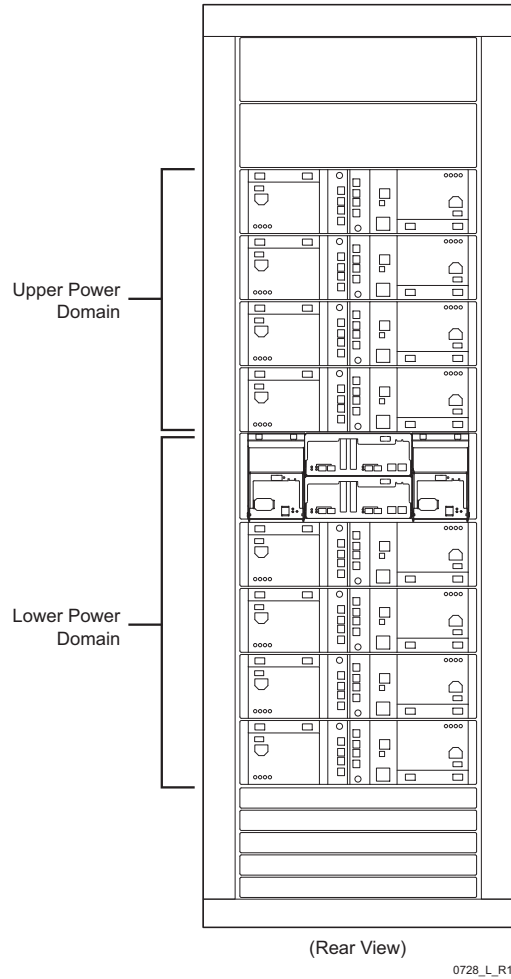 Upper Power
Domain
Lower Power
Domain
(Rear View)
0728_L_R1